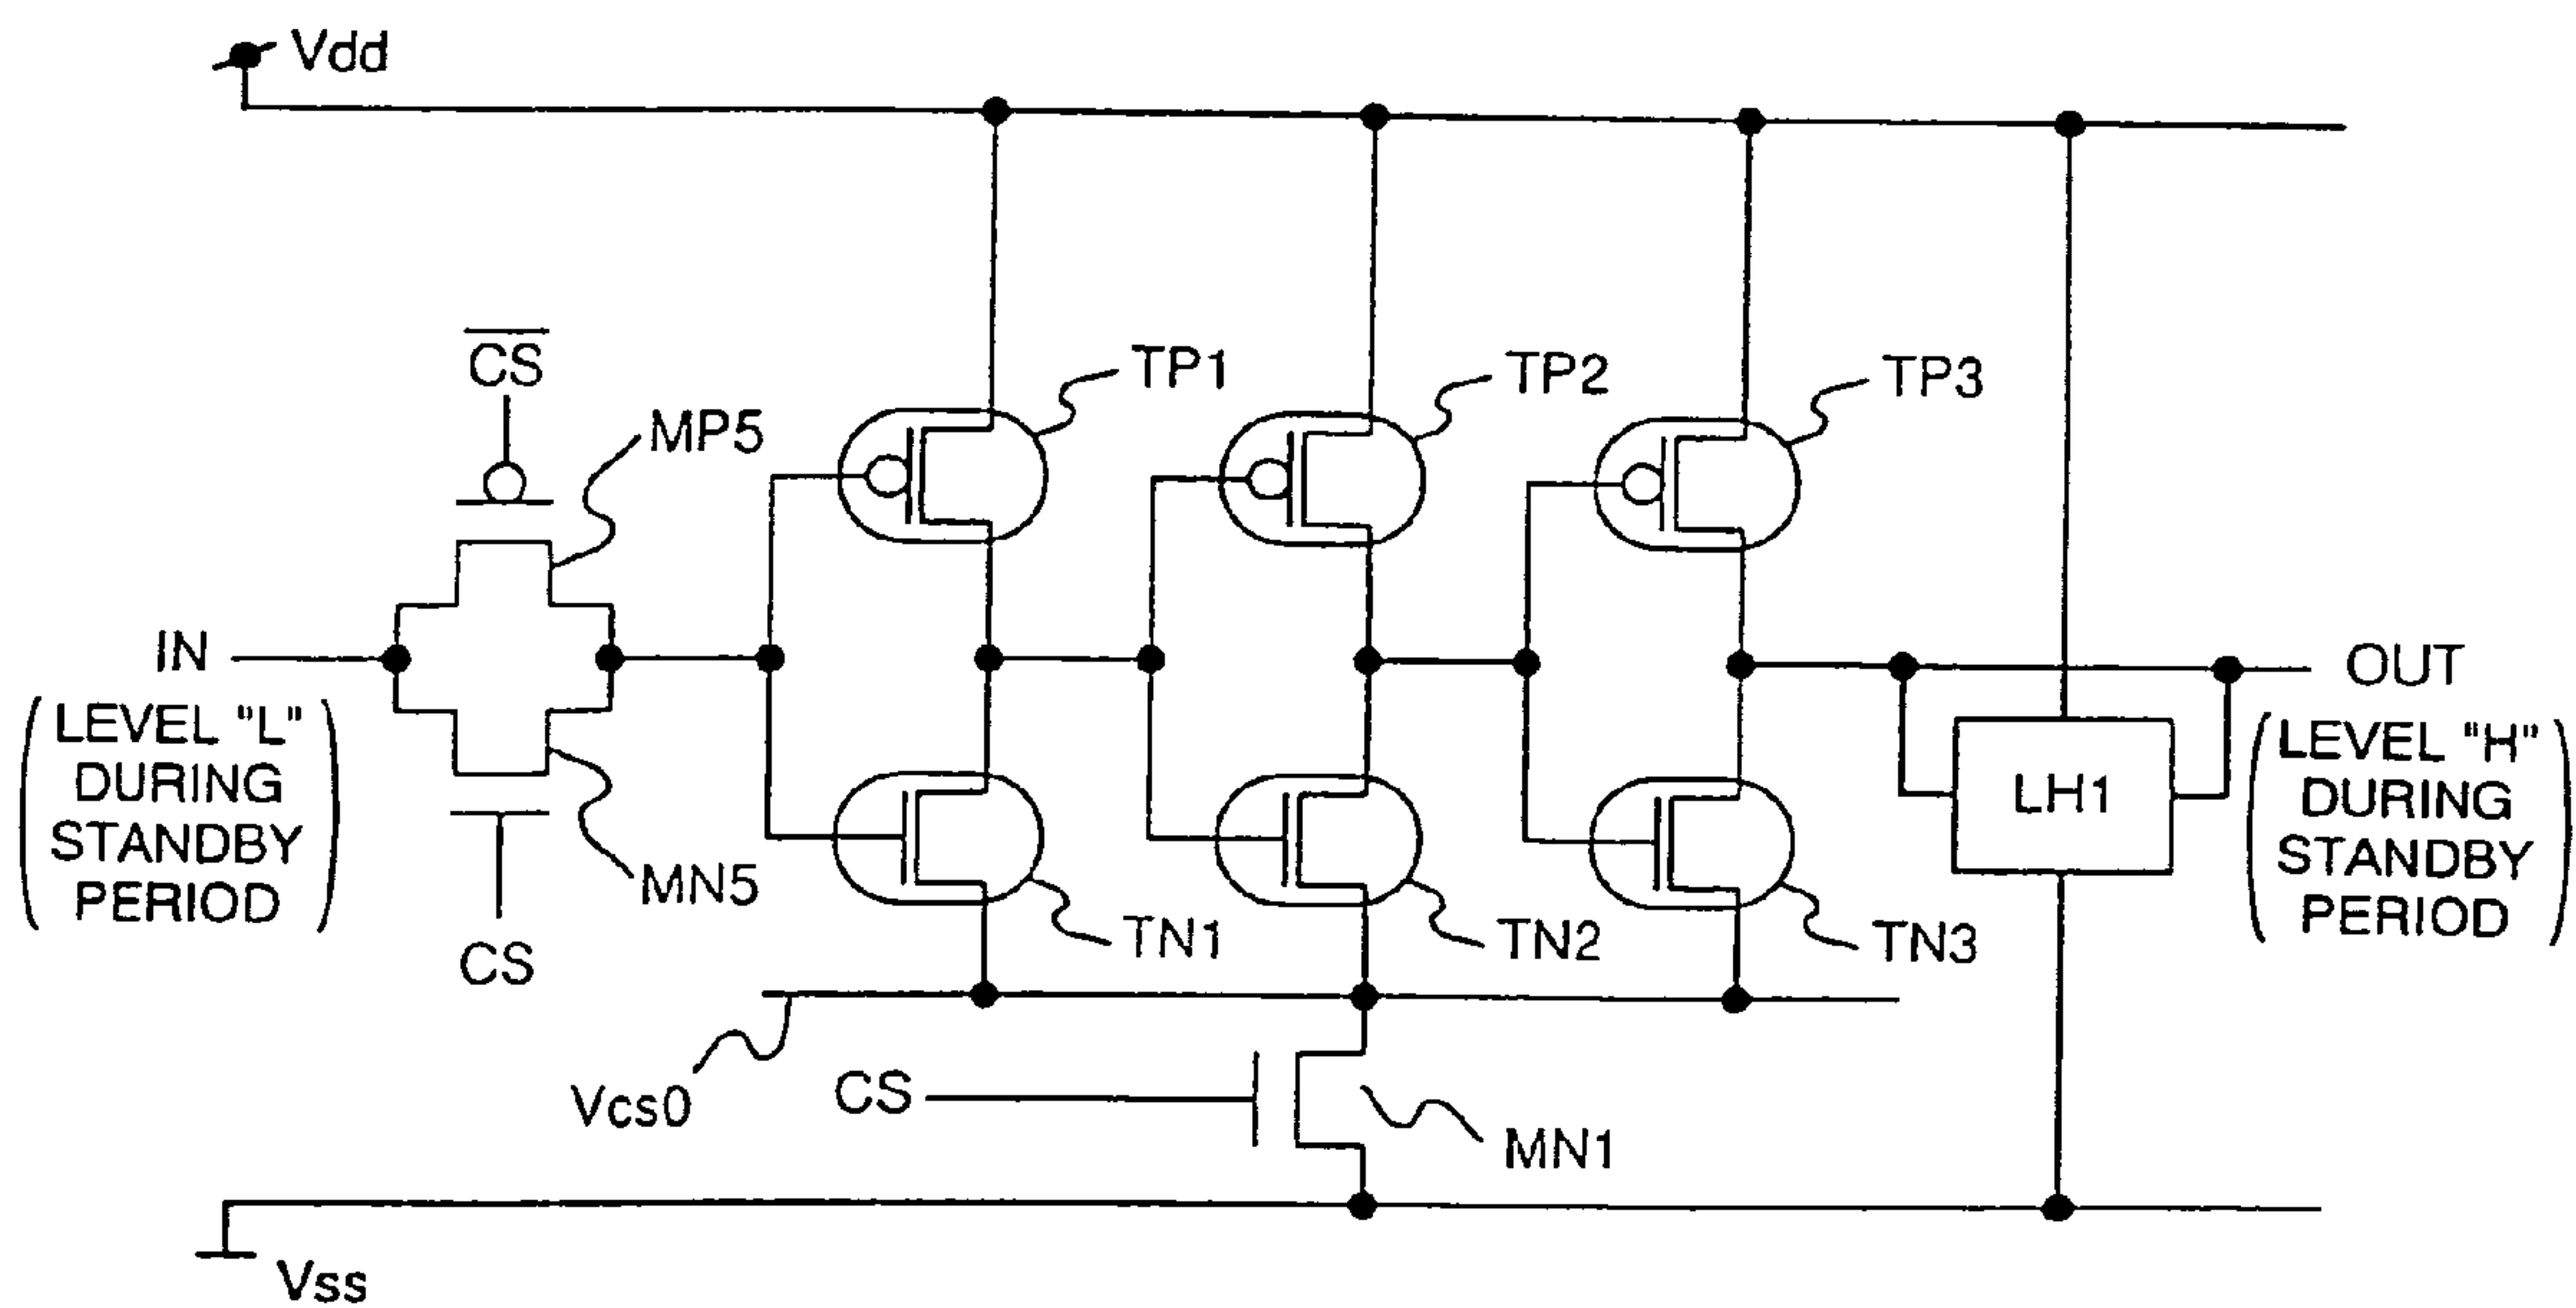 Vdd
C̅S̅
MP5
TP1
TP2
TP3
IN
LEVEL "L"
DURING
STANDBY
PERIOD
MN5
CS
TN1
TN2
TN3
LH1
OUT
LEVEL "H"
DURING
STANDBY
PERIOD
Vcs0
CS
MN1
Vss